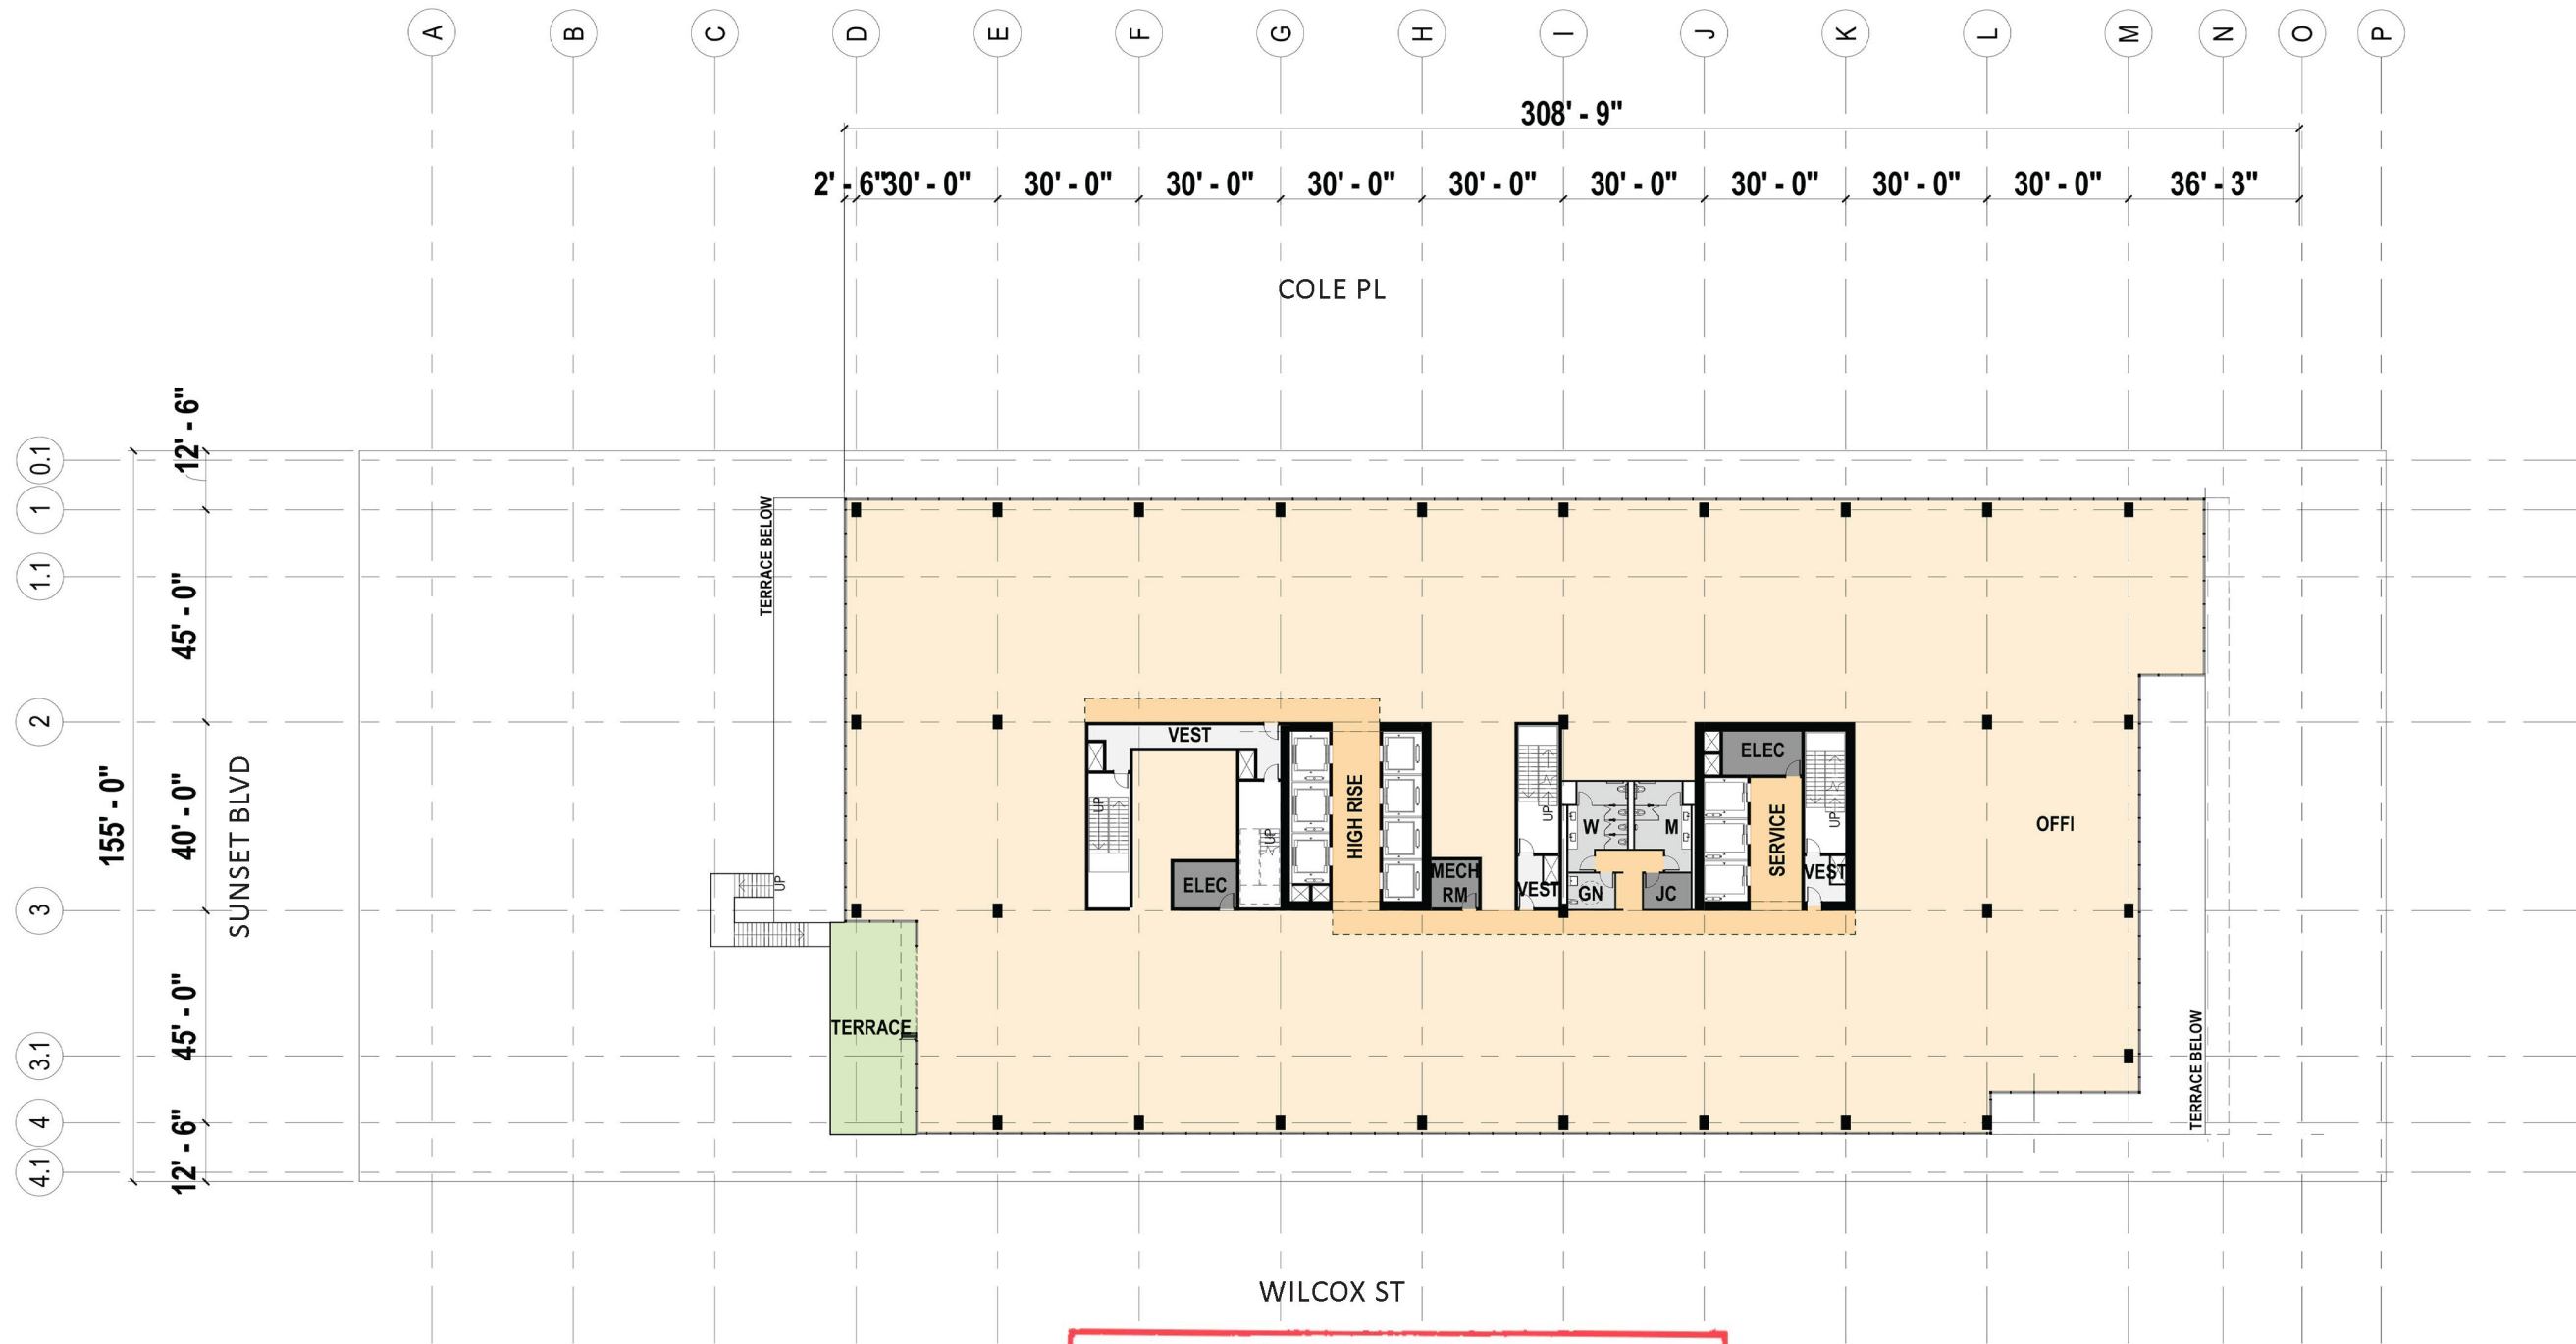 A
B
C
D
E
F
G
H
I
J
K
L
M
N
O
P
308' - 9"
2' - 6"
30' - 0"
30' - 0"
30' - 0"
30' - 0"
30' - 0"
30' - 0"
30' - 0"
30' - 0"
30' - 0"
36' - 3"
COLE PL
0.1
1
1.1
2
3
3.1
4
4.1
12' - 6"
45' - 0"
40' - 0"
45' - 0"
12' - 6"
155' - 0"
SUNSET BLVD
TERRACE BELOW
UP
TERRACE
VEST
UP
ELEC
UP
HIGH RISE
MECH
RM
UP
VEST
W
M
GN
JC
ELEC
SERVICE
UP
VEST
OFFI
TERRACE BELOW
WILCOX ST